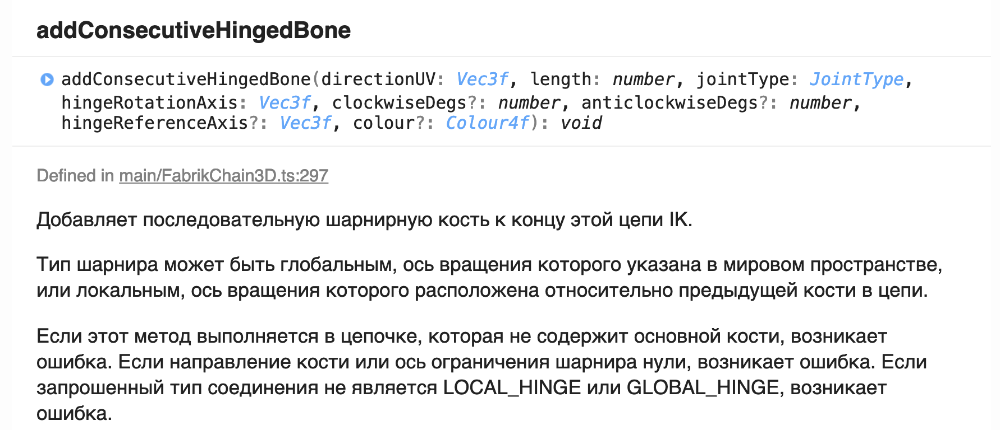 addConsecutiveHingedBone
addConsecutiveHingedBone(directionUV: Vec3f, length: number, jointType: JointType,
hingeRotationAxis: Vec3f, clockwiseDegs?: number, anticlockwiseDegs?: number,
hingeReferenceAxis?: Vec3f, colour?: Colour4f): void
Defined in main/FabrikChain3D.ts:297
Добавляет последовательную шарнирную кость к концу этой цепи IK.
Тип шарнира может быть глобальным, ось вращения которого указана в мировом пространстве,
или локальным, ось вращения которого расположена относительно предыдущей кости в цепи.
Если этот метод выполняется в цепочке, которая не содержит основной кости, возникает
ошибка. Если направление кости или ось ограничения шарнира нули, возникает ошибка. Если
запрошенный тип соединения не является LOCAL_HINGE или GLOBAL_HINGE, возникает
ошибка.